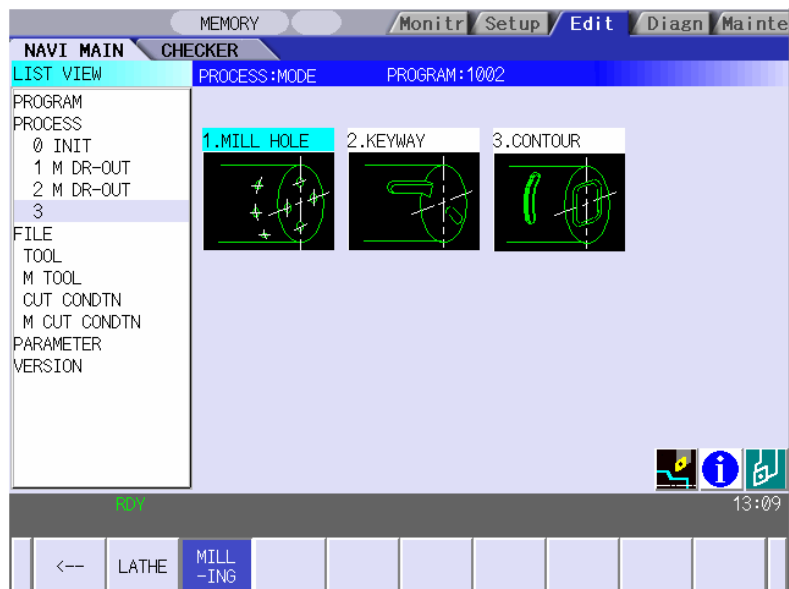 MEMORY Monitr Setup Edit Diagn Mainte
NAVI MAIN CHECKER
LIST VIEW PROCESS:MODE PROGRAM:1002
PROGRAM
PROCESS
0 INIT
1 M DR-OUT
2 M DR-OUT
3
FILE
TOOL
M TOOL
CUT CONDTN
M CUT CONDTN
PARAMETER
VERSION
1.MILL HOLE 2.KEYWAY 3.CONTOUR
i
RDY 13:09
<-- LATHE MILL
-ING